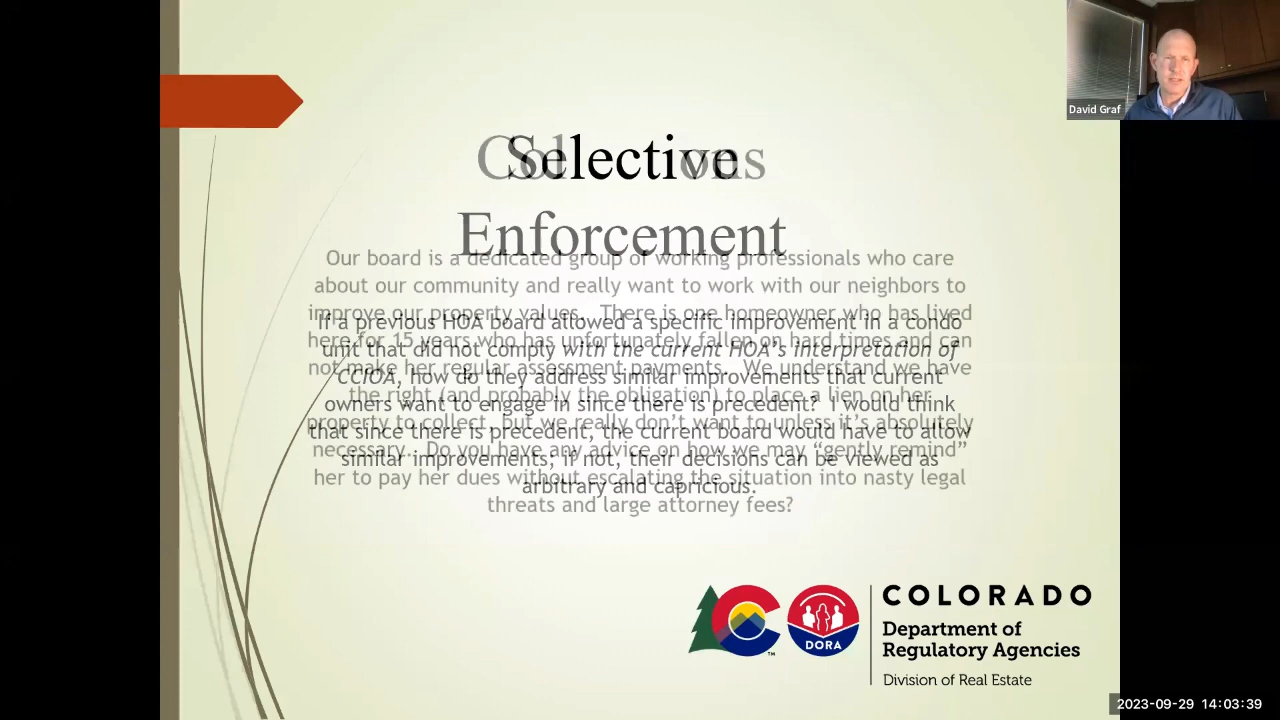 David Graf
Selective
Enforcement
If a previous HOA board allowed a specific improvement in a condo
unit that did not comply with the current HOA's interpretation of
CCIOA, how do they address similar improvements that current
owners want to engage in since there is precedent? I would think
that since there is precedent, the current board would have to allow
similar improvements; if not, their decisions can be viewed as
arbitrary and capricious.
Collections
Our board is a dedicated group of working professionals who care
about our community and really want to work with our neighbors to
improve our property values. There is one homeowner who has lived
here for 15 years who has unfortunately fallen on hard times and can
not make her regular assessment payments. We understand we have
the right (and probably the obligation) to place a lien on her
property to collect, but we really don't want to unless it's absolutely
necessary. Do you have any advice on how we may "gently remind"
her to pay her dues without escalating the situation into nasty legal
threats and large attorney fees?
COLORADO
Department of
Regulatory Agencies
Division of Real Estate
DORA
TM
2023-09-29 14:03:39